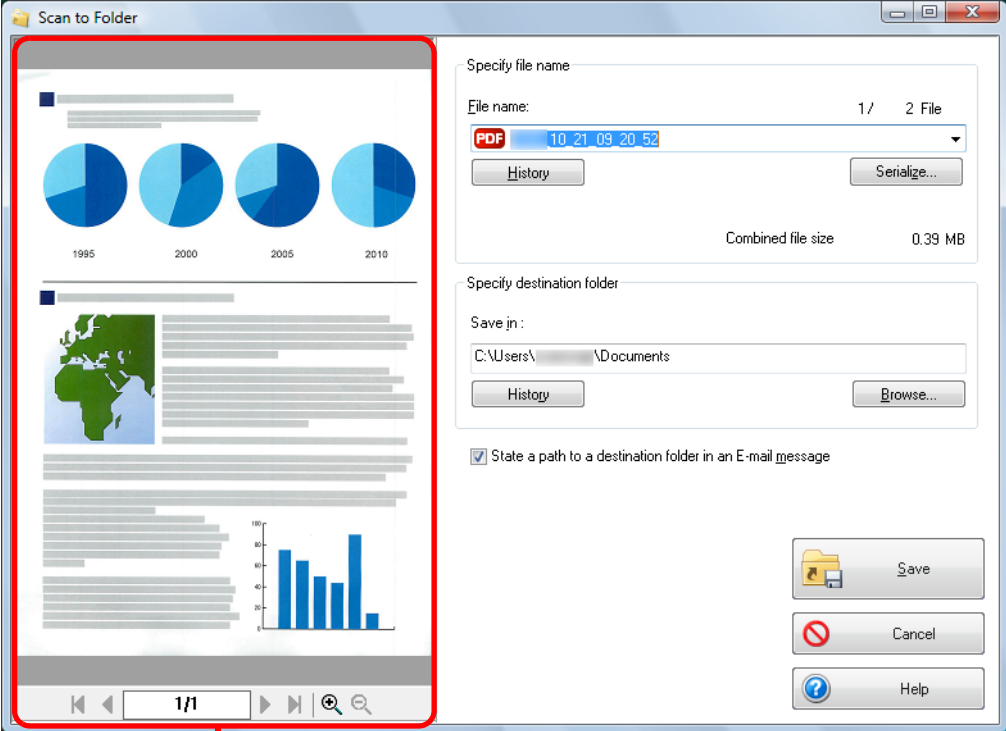 Scan to Folder
1995 2000 2005 2010
100
80
60
40
20
0
1/1
Specify file name
File name: 1/ 2 File
PDF 10_21_09_20_52
History Serialize...
Combined file size 0.39 MB
Specify destination folder
Save in :
C:\Users\ \Documents
History Browse...
State a path to a destination folder in an E-mail message
Save
Cancel
Help